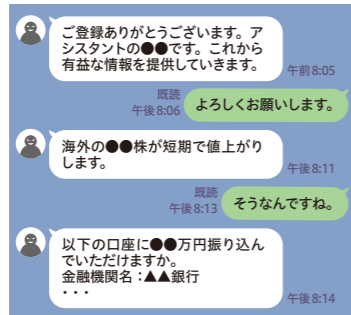 ご登録ありがとうございます。ア
シスタントの●●です。これから
有益な情報を提供していきます。
午前8:05
既読
午後8:06
よろしくお願いします。
海外の●●株が短期で値上がり
します。
午後8:11
既読
午後8:13
そうなんですね。
以下の口座に●●万円振り込ん
でいただけますか。
金融機関名：▲▲銀行
・・・
午後8:14